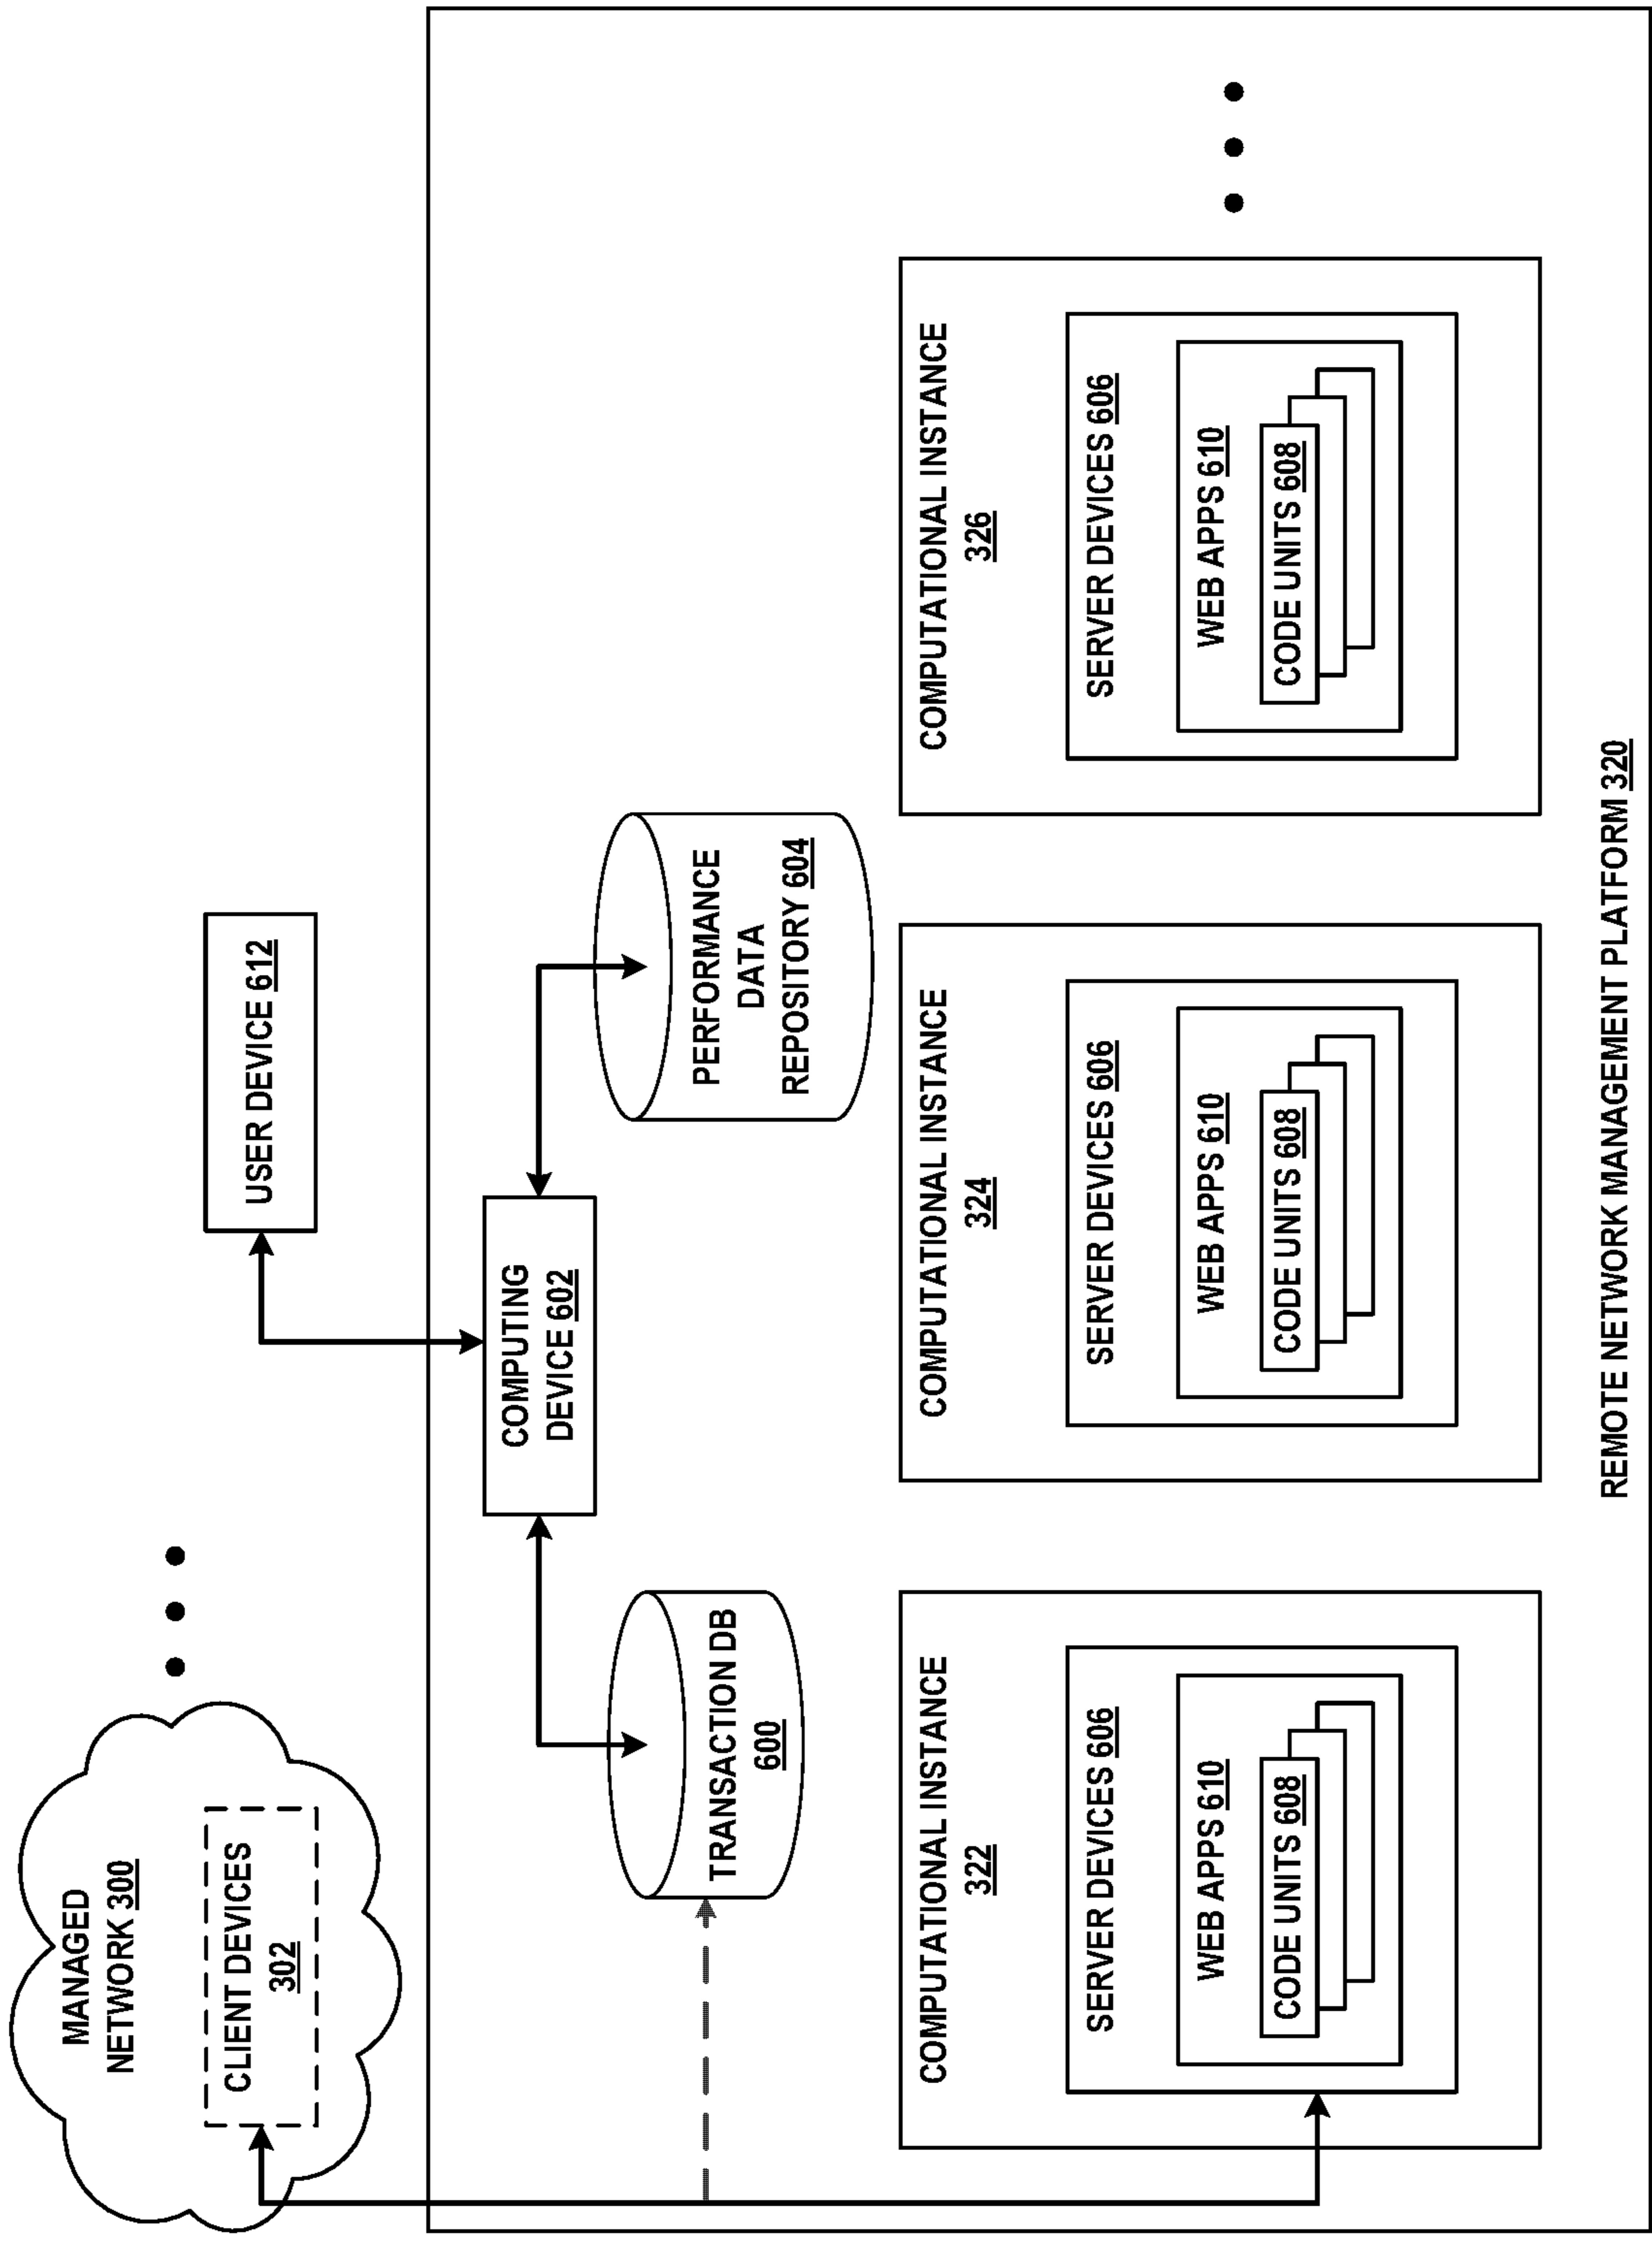 MANAGED
NETWORK 300
CLIENT DEVICES
302
USER DEVICE 612
COMPUTING
DEVICE 602
TRANSACTION DB
600
PERFORMANCE
DATA
REPOSITORY 604
COMPUTATIONAL INSTANCE
322
SERVER DEVICES 606
WEB APPS 610
CODE UNITS 608
COMPUTATIONAL INSTANCE
324
SERVER DEVICES 606
WEB APPS 610
CODE UNITS 608
COMPUTATIONAL INSTANCE
326
SERVER DEVICES 606
WEB APPS 610
CODE UNITS 608
REMOTE NETWORK MANAGEMENT PLATFORM 320